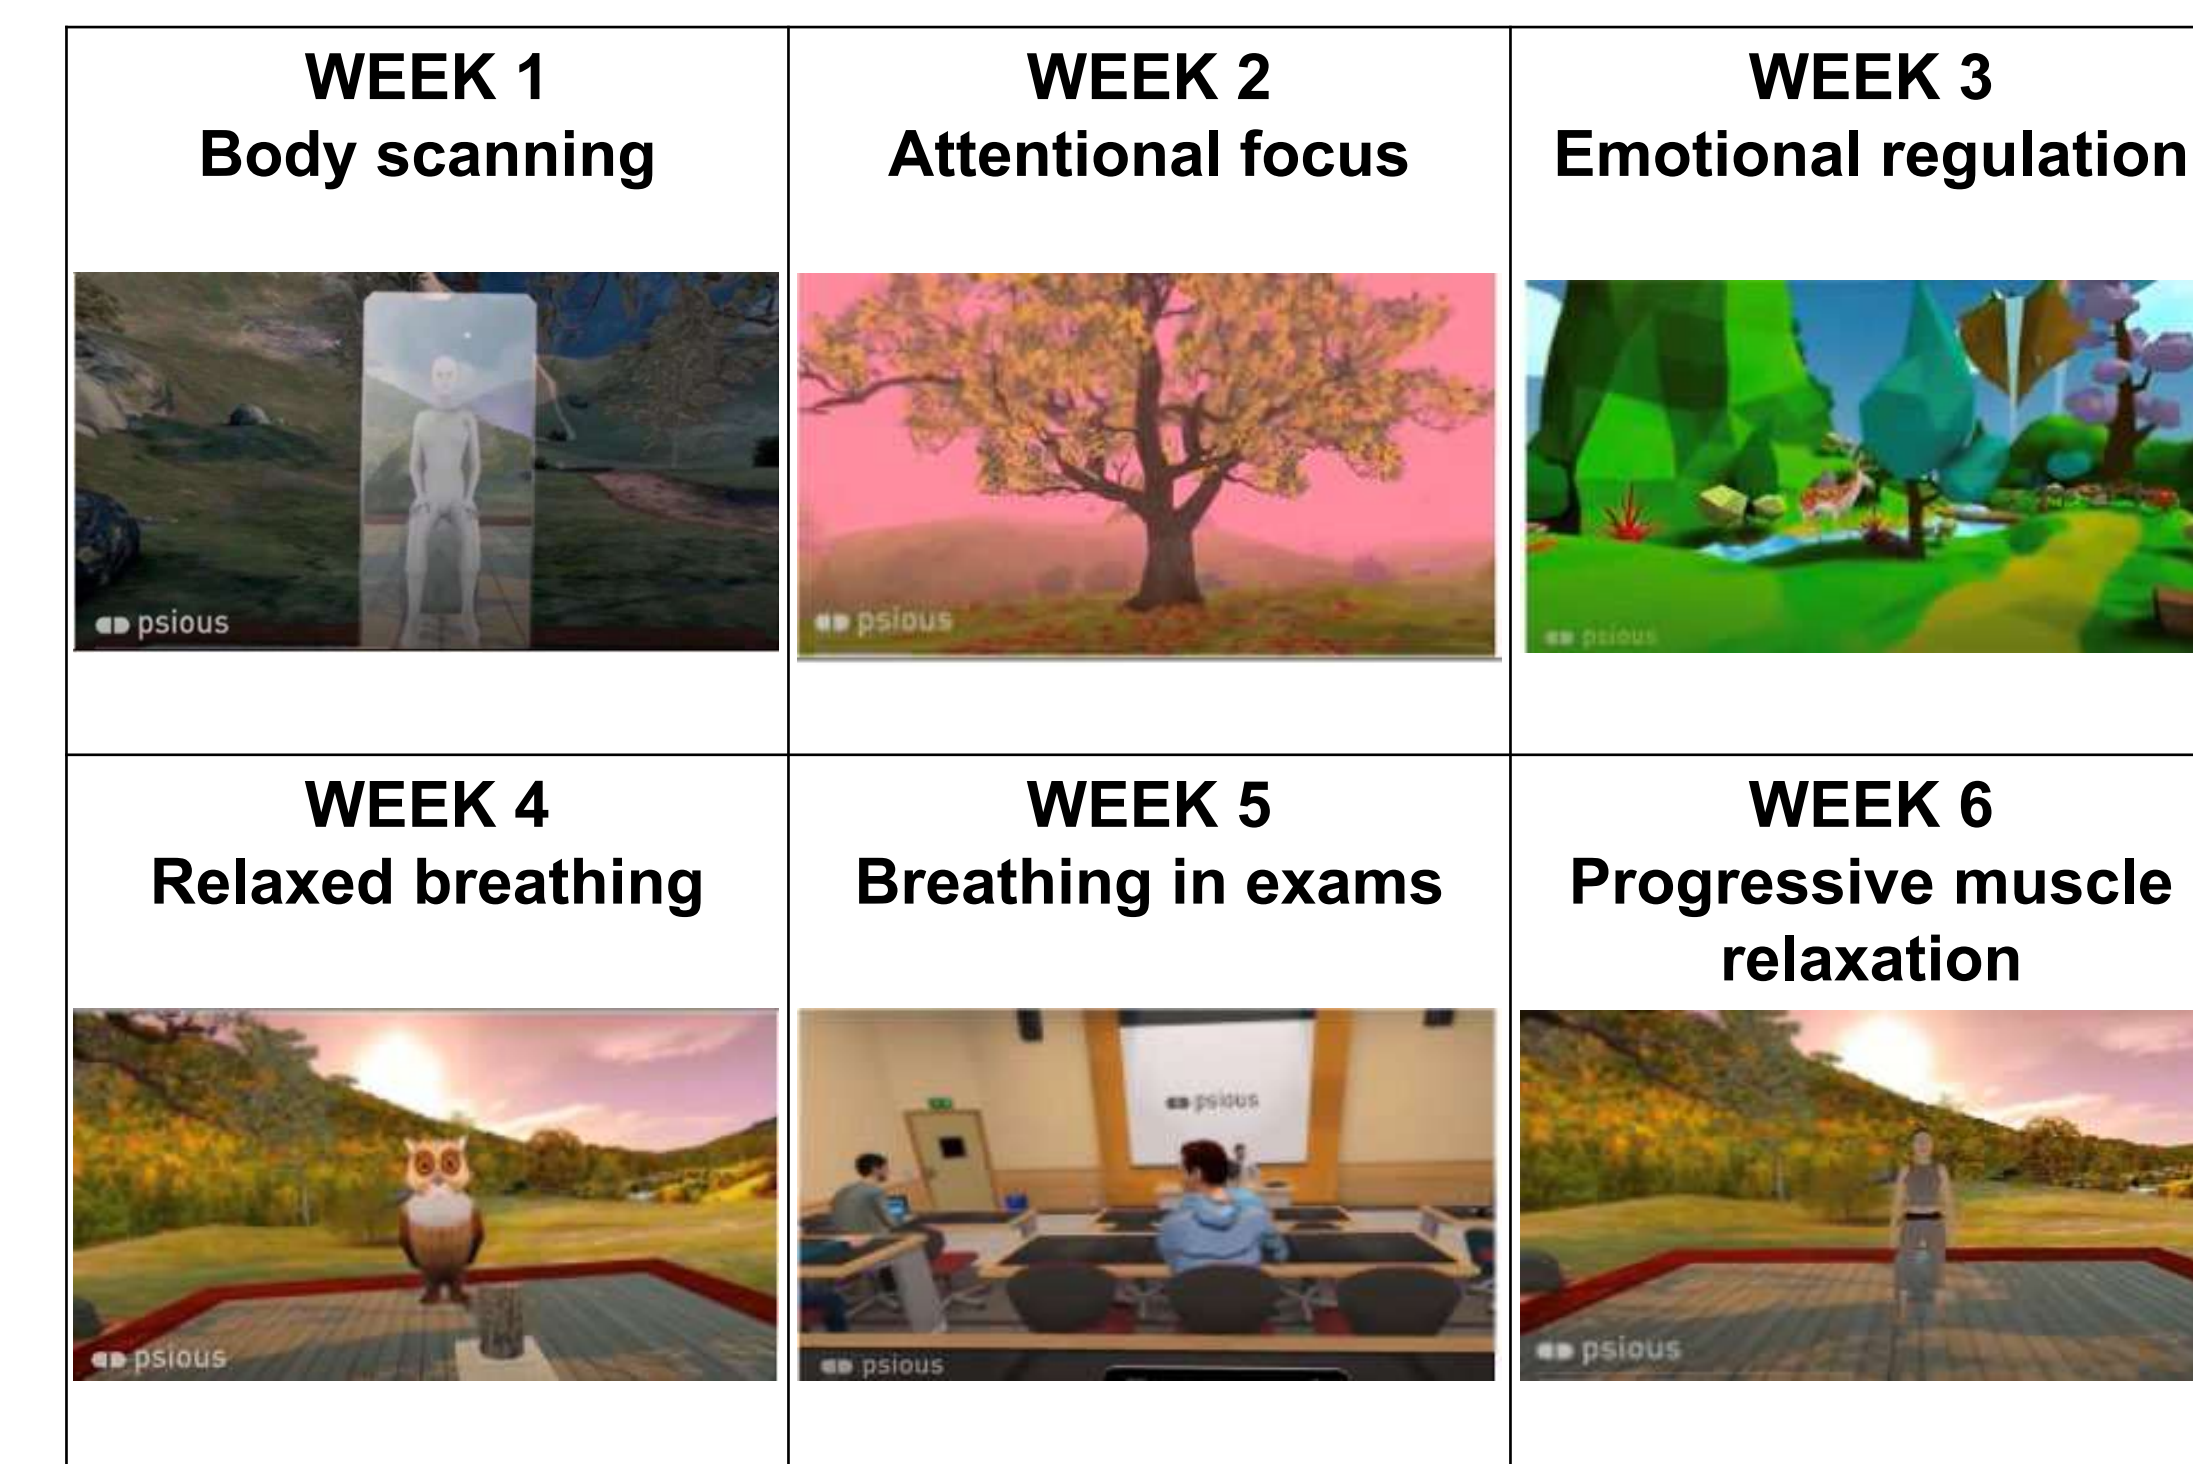 WEEK 1
Body scanning
psious
WEEK 2
Attentional focus
psious
WEEK 3
Emotional regulation
psious
WEEK 4
Relaxed breathing
psious
WEEK 5
Breathing in exams
psious
psious
WEEK 6
Progressive muscle
relaxation
psious